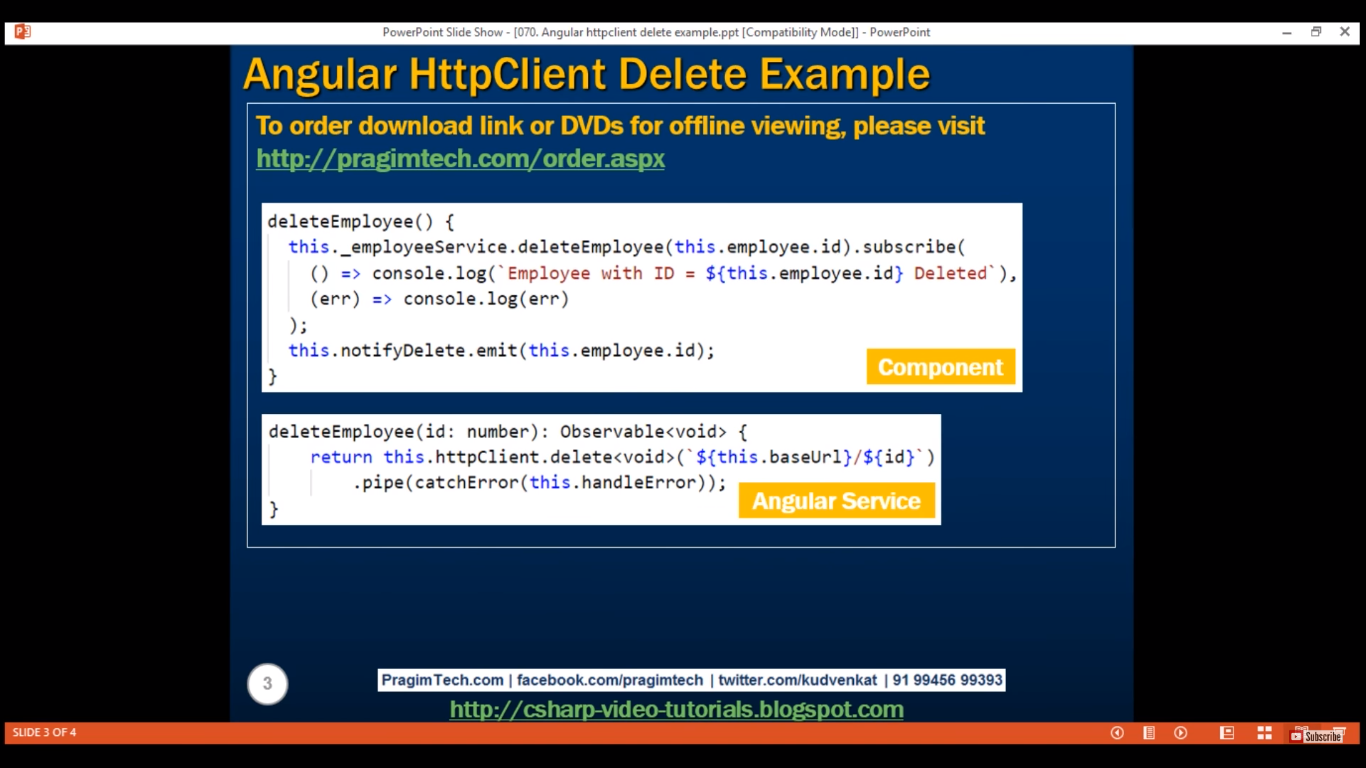 PowerPoint Slide Show - [070. Angular httpclient delete example.ppt [Compatibility Mode]] - PowerPoint
Angular HttpClient Delete Example
To order download link or DVDs for offline viewing, please visit
http://pragimtech.com/order.aspx
deleteEmployee() {
this._employeeService.deleteEmployee(this.employee.id).subscribe(
() => console.log(`Employee with ID = ${this.employee.id} Deleted`),
(err) => console.log(err)
);
this.notifyDelete.emit(this.employee.id);
}
Component
deleteEmployee(id: number): Observable<void> {
return this.httpClient.delete<void>(`${this.baseUrl}/${id}`)
.pipe(catchError(this.handleError));
}
Angular Service
3
PragimTech.com | facebook.com/pragimtech | twitter.com/kudvenkat | 91 99456 99393
http://csharp-video-tutorials.blogspot.com
SLIDE 3 OF 4
Subscribe